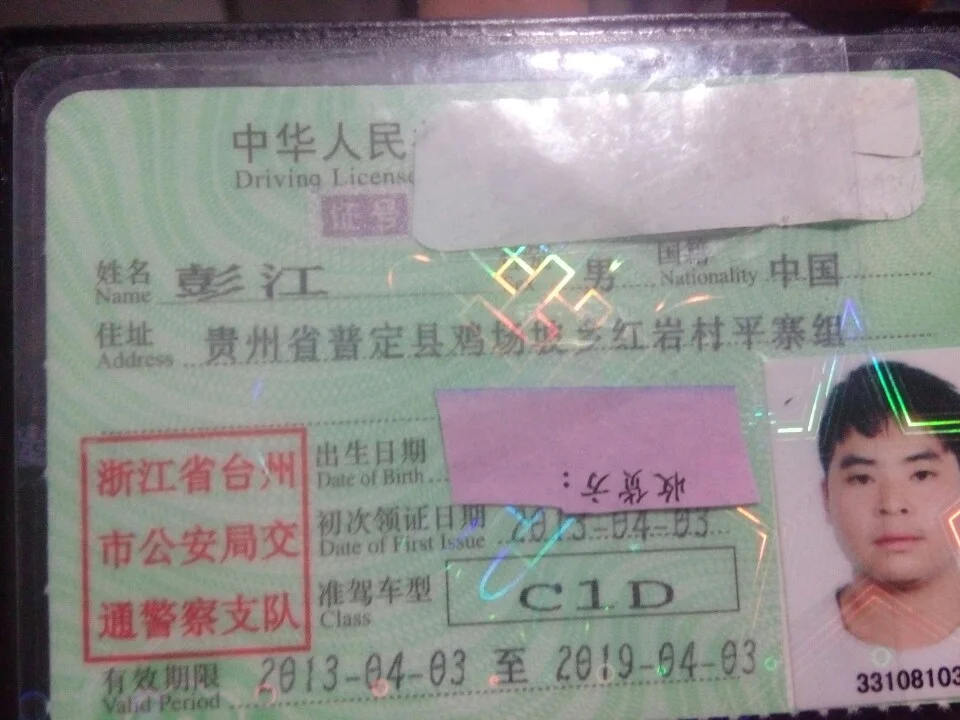 中华人民
Driving License
证号
姓名 彭江 男 国籍 中国
Name Nationality
住址 贵州省普定县鸡场坡乡红岩村平寨组
Address
浙江省台州
市公安局交
通警察支队
出生日期
Date of Birth
收货方：
初次领证日期 2013-04-03
Date of First Issue
准驾车型 C1D
Class
有效期限 2013-04-03 至 2019-04-03
Valid Period
33108103